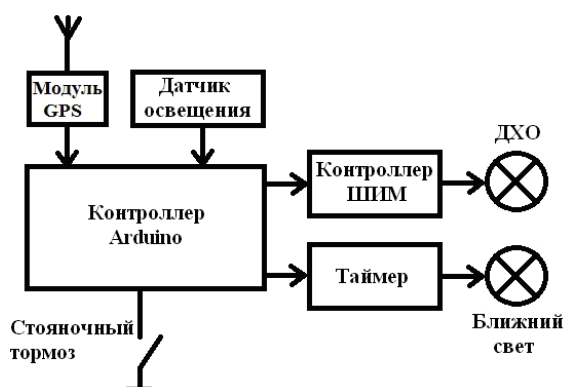 Модуль
GPS
Датчик
освещения
ДХО
Контроллер
ШИМ
Контроллер
Arduino
Таймер
Стояночный
тормоз
Ближний
свет